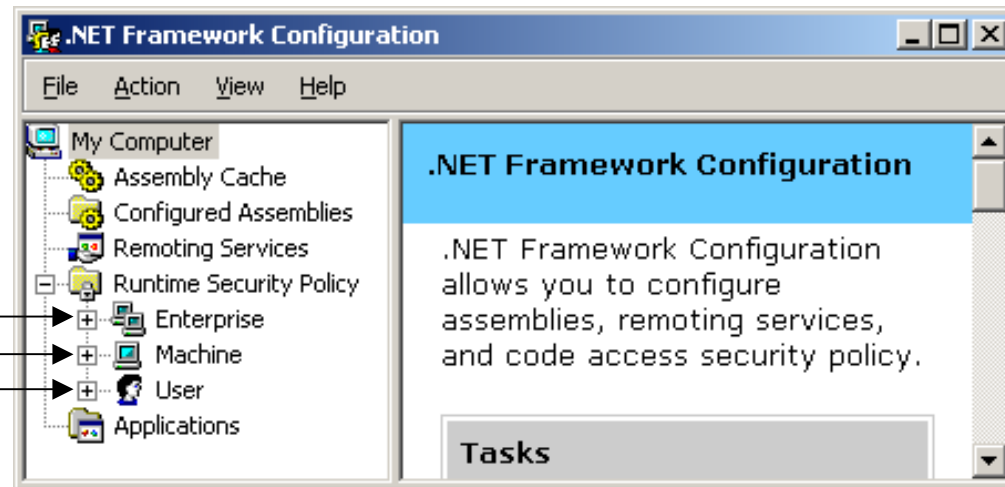 .NET Framework Configuration
File Action View Help
My Computer
Assembly Cache
Configured Assemblies
Remoting Services
Runtime Security Policy
Enterprise
Machine
User
Applications
.NET Framework Configuration
.NET Framework Configuration
allows you to configure
assemblies, remoting services,
and code access security policy.
Tasks